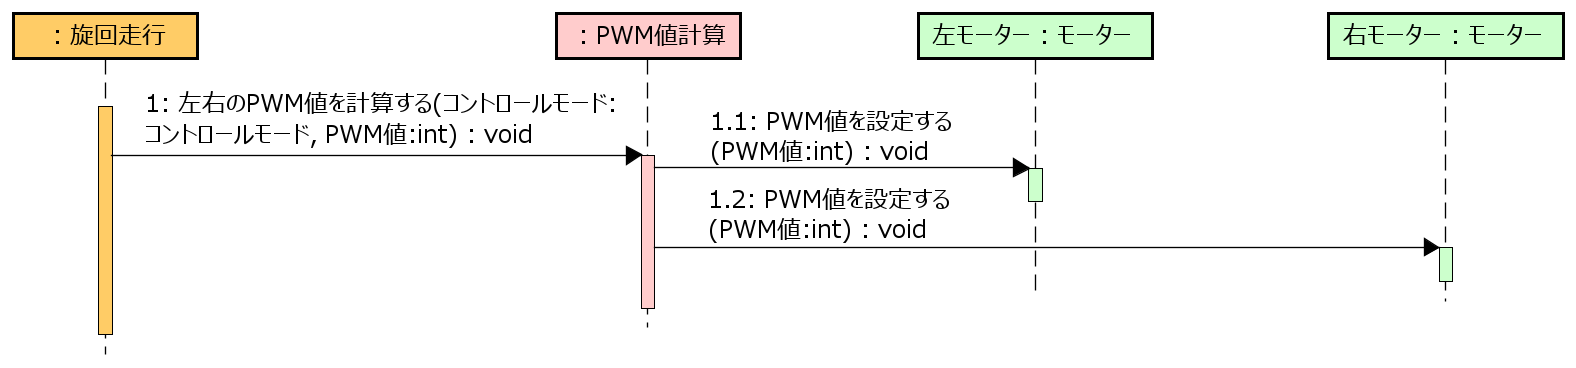 : 旋回走行
: PWM値計算
左モーター : モーター
右モーター : モーター
1: 左右のPWM値を計算する(コントロールモード:
コントロールモード, PWM値:int) : void
1.1: PWM値を設定する
(PWM値:int) : void
1.2: PWM値を設定する
(PWM値:int) : void